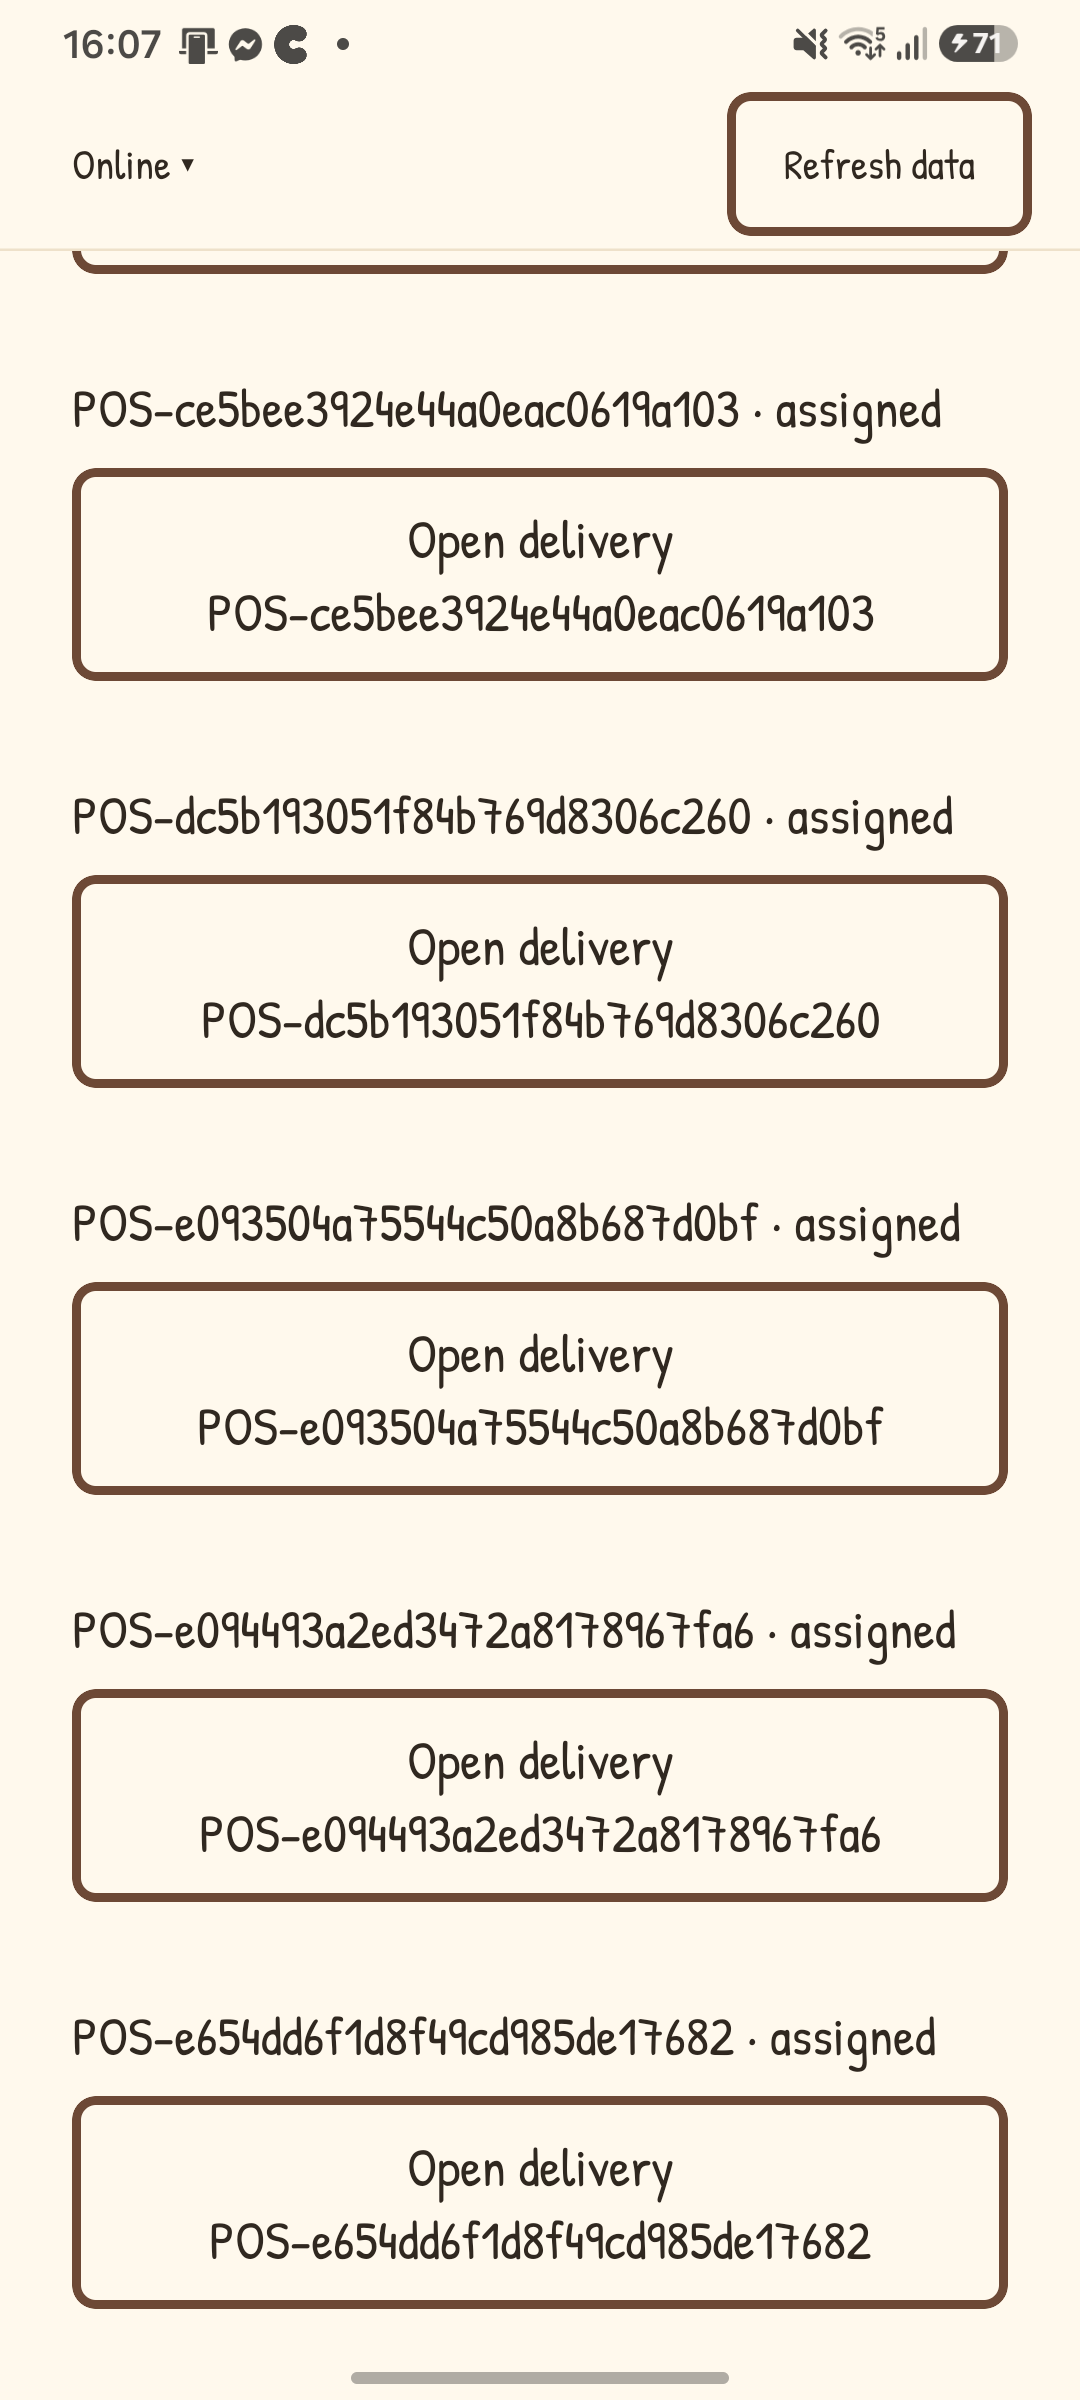 16:07
5
71
Online ▾
Refresh data
POS-ce5bee3924e44a0eac0619a103 · assigned
Open delivery
POS-ce5bee3924e44a0eac0619a103
POS-dc5b193051f84b769d8306c260 · assigned
Open delivery
POS-dc5b193051f84b769d8306c260
POS-e093504a75544c50a8b687d0bf · assigned
Open delivery
POS-e093504a75544c50a8b687d0bf
POS-e094493a2ed3472a8178967fa6 · assigned
Open delivery
POS-e094493a2ed3472a8178967fa6
POS-e654dd6f1d8f49cd985de17682 · assigned
Open delivery
POS-e654dd6f1d8f49cd985de17682